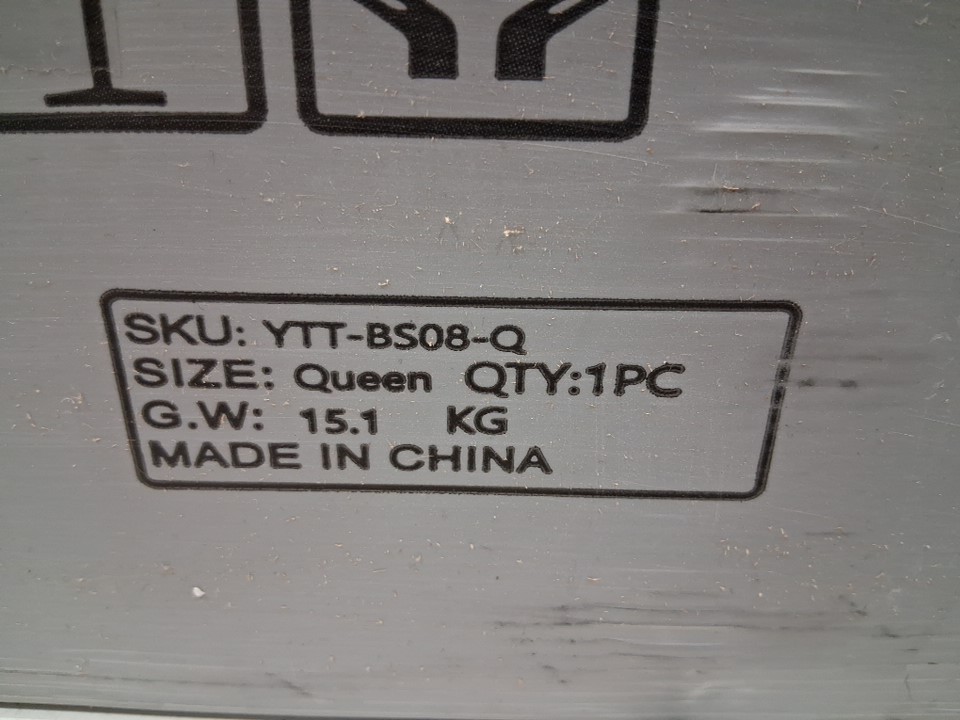 SKU: YTT-BS08-Q
SIZE: Queen QTY:1PC
G.W: 15.1 KG
MADE IN CHINA